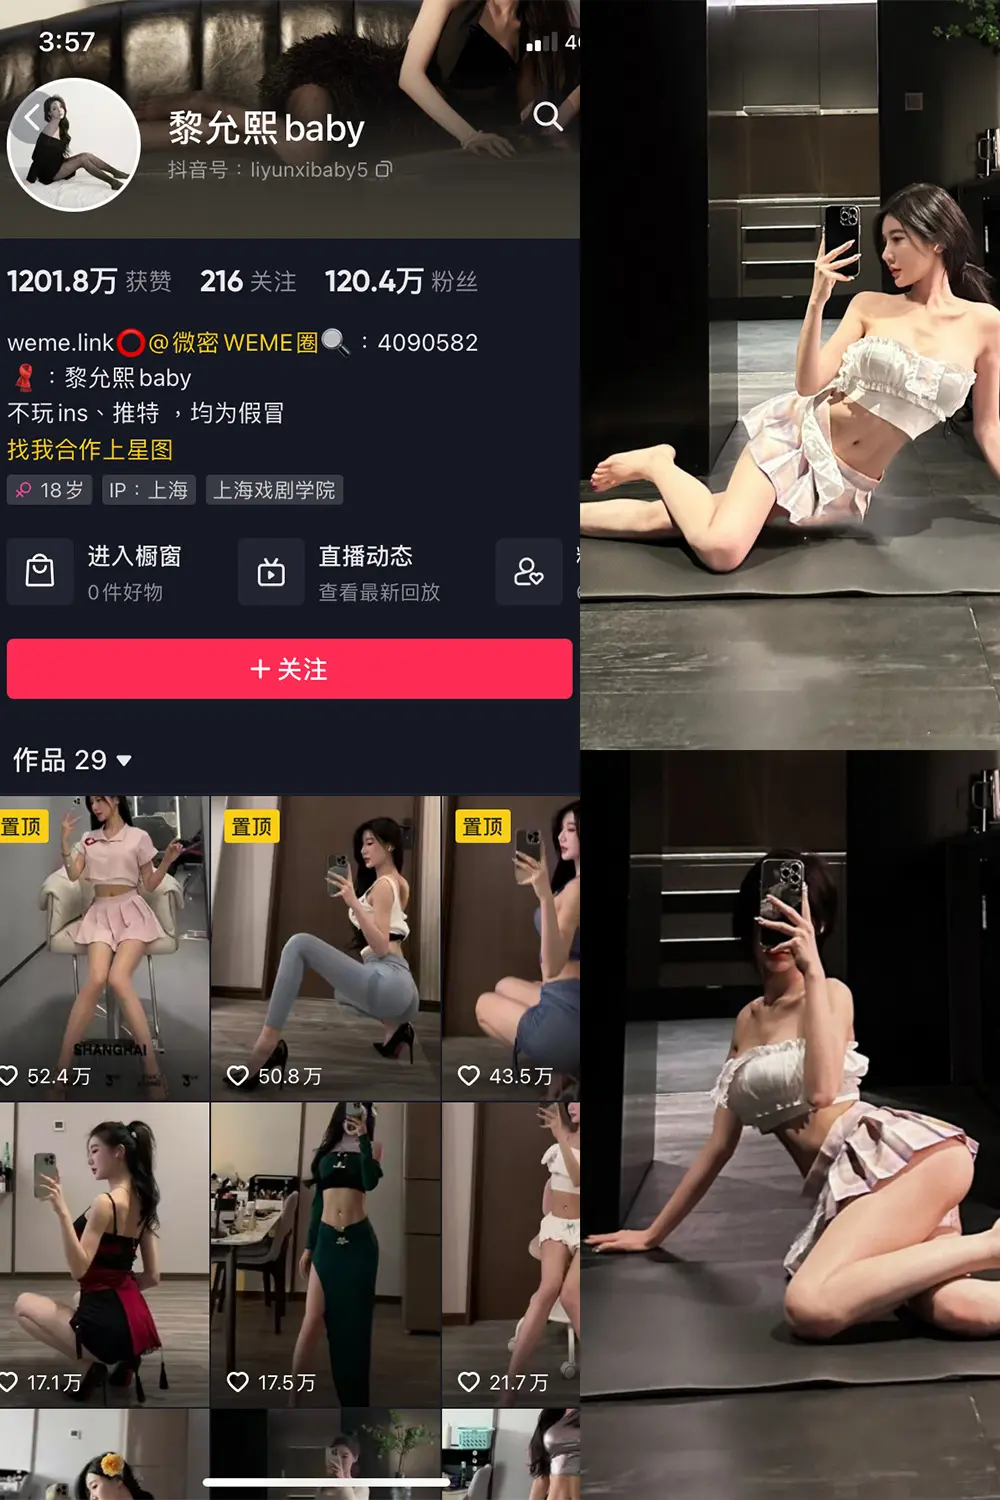 3:57
4G
黎允熙baby
抖音号：liyunxibaby5
1201.8万 获赞 216 关注 120.4万 粉丝
weme.link⭕@微密WEME圈🔍：4090582
🧣：黎允熙baby
不玩ins、推特，均为假冒
找我合作上星图
♀ 18岁 IP：上海 上海戏剧学院
进入橱窗
0件好物
直播动态
查看最新回放
+ 关注
作品 29
置顶
置顶
置顶
SHANGHAI
52.4万
50.8万
43.5万
17.1万
17.5万
21.7万